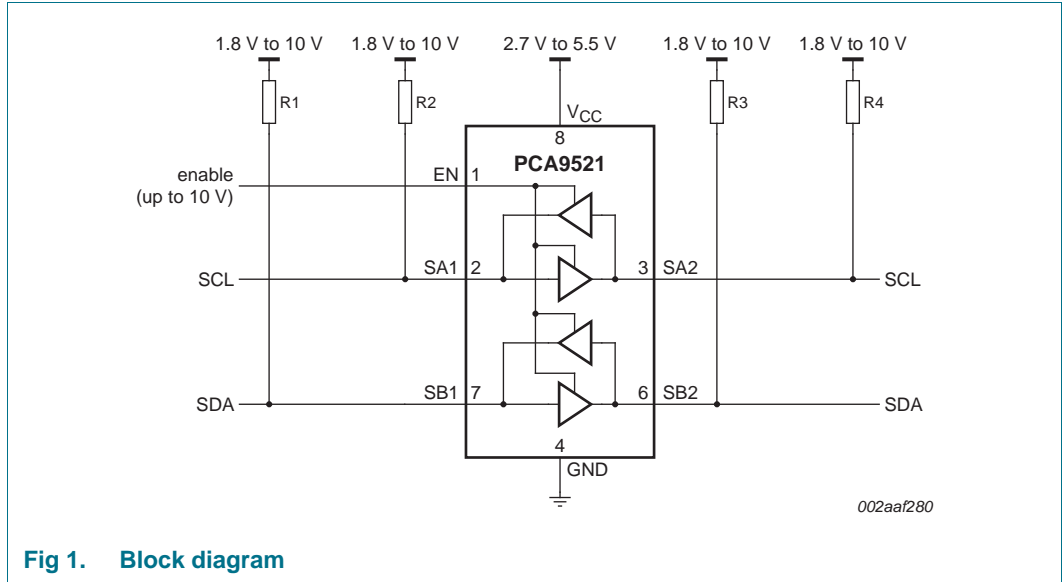 1.8 V to 10 V 1.8 V to 10 V 2.7 V to 5.5 V 1.8 V to 10 V 1.8 V to 10 V
R1 R2 R3 R4
VCC
8
PCA9521
enable EN 1
(up to 10 V)
SCL SA1 2 3 SA2 SCL
SDA SB1 7 6 SB2 SDA
4
GND
002aaf280
Fig 1. Block diagram